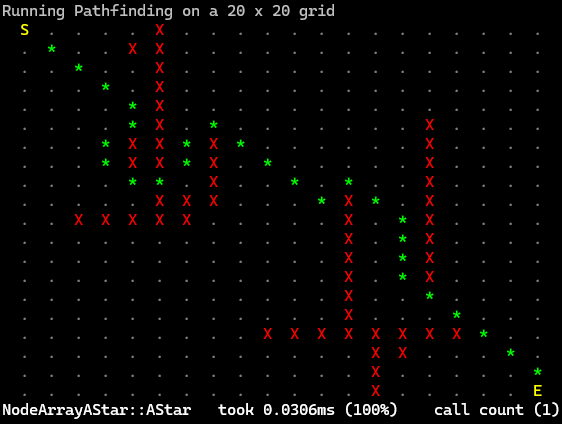 Running Pathfinding on a 20 x 20 grid
S . . . . X . . . . . . . . . . . . . .
. * . . X X . . . . . . . . . . . . . .
. . * . . X . . . . . . . . . . . . . .
. . . * . X . . . . . . . . . . . . . .
. . . . * X . . . . . . . . . . . . . .
. . . . * X . * . . . . . . . X . . . .
. . . * X X * X * . . . . . . X . . . .
. . . * X X * X . * . . . . . X . . . .
. . . . * * . X . . * . * . . X . . . .
. . . . . X X X . . . * X * . X . . . .
. . X X X X X . . . . . X . * X . . . .
. . . . . . . . . . . . X . * X . . . .
. . . . . . . . . . . . X . * X . . . .
. . . . . . . . . . . . X . * X . . . .
. . . . . . . . . . . . X . . * . . . .
. . . . . . . . . . . . X . . . * . . .
. . . . . . . . . X X X X X X X X * . .
. . . . . . . . . . . . . X X . . . * .
. . . . . . . . . . . . . X . . . . . *
. . . . . . . . . . . . . X . . . . . E
NodeArrayAStar::AStar   took 0.0306ms (100%)    call count (1)